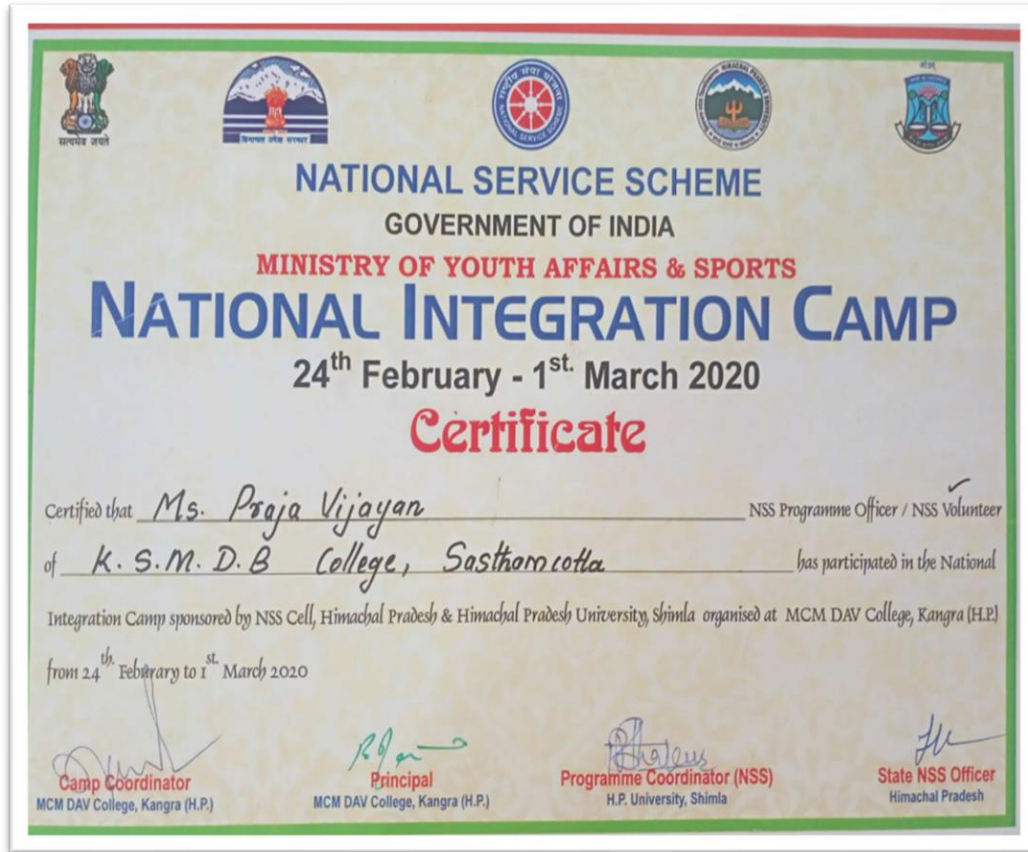 सत्यमेव जयते
हिमाचल प्रदेश सरकार
NATIONAL SERVICE SCHEME
GOVERNMENT OF INDIA
MINISTRY OF YOUTH AFFAIRS & SPORTS
NATIONAL INTEGRATION CAMP
24th February - 1st. March 2020
Certificate
Certified that Ms. Praja Vijayan NSS Programme Officer / NSS Volunteer
of K. S. M. D. B College, Sasthamcotta has participated in the National
Integration Camp sponsored by NSS Cell, Himachal Pradesh & Himachal Pradesh University, Shimla organised at MCM DAV College, Kangra (H.P.)
from 24th. Feburary to 1st. March 2020
Camp Coordinator
MCM DAV College, Kangra (H.P.)
Principal
MCM DAV College, Kangra (H.P.)
Programme Coordinator (NSS)
H.P. University, Shimla
State NSS Officer
Himachal Pradesh